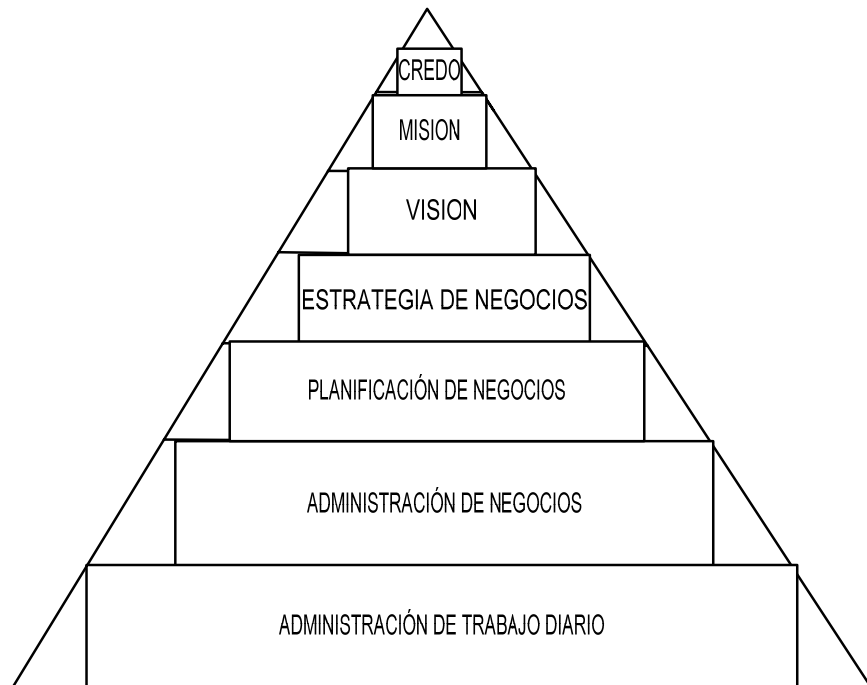 CREDO
MISION
VISION
ESTRATEGIA DE NEGOCIOS
PLANIFICACIÓN DE NEGOCIOS
ADMINISTRACIÓN DE NEGOCIOS
ADMINISTRACIÓN DE TRABAJO DIARIO